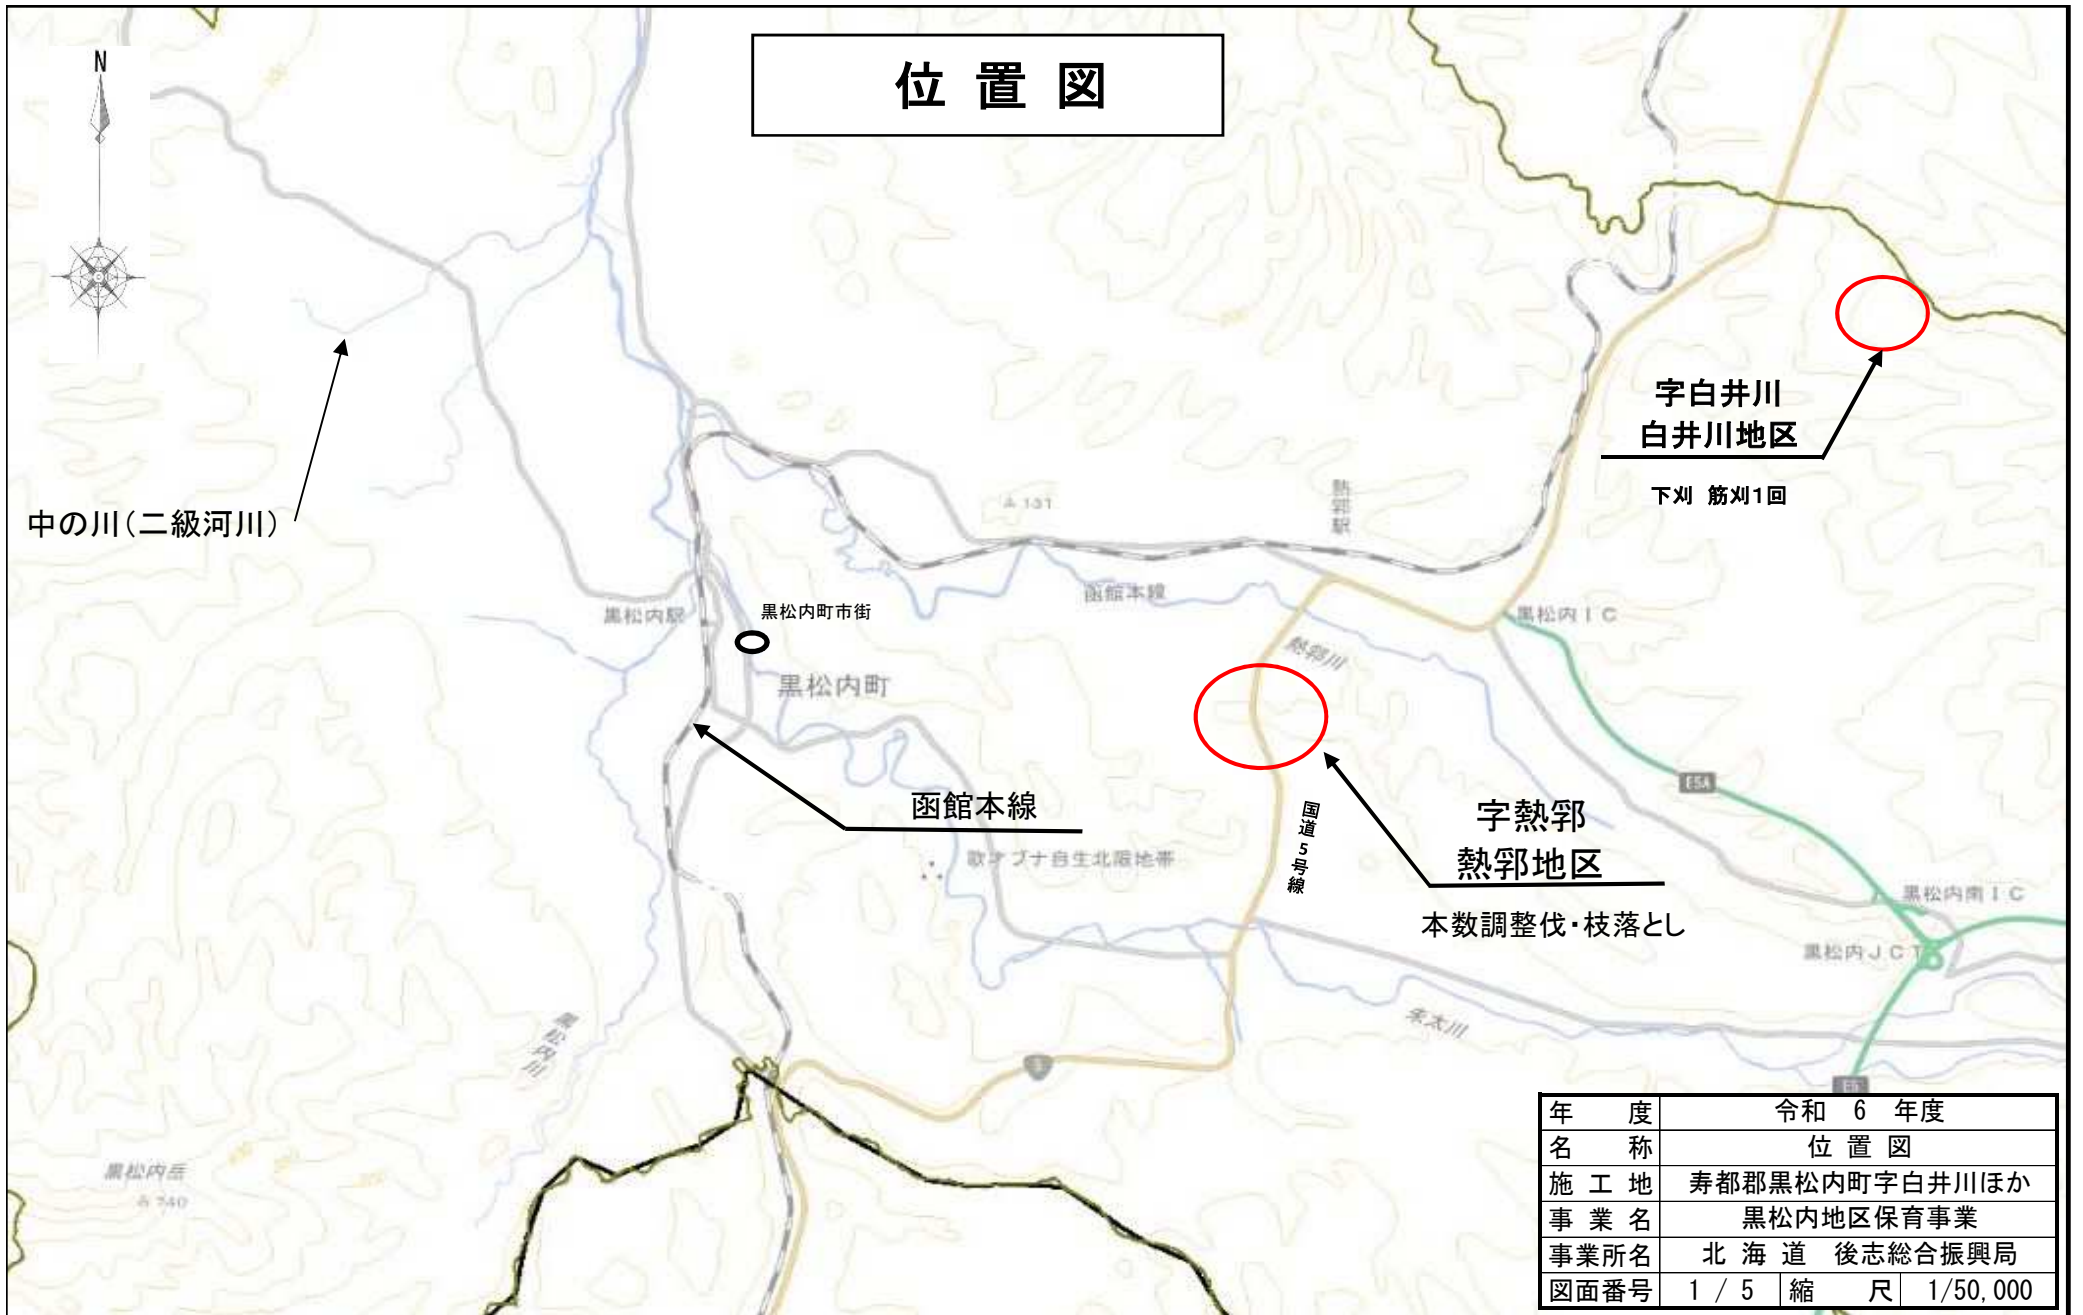 位 置 図
N
中の川（二級河川）
字白井川
白井川地区
下刈 筋刈1回
131
熱郛駅
函館本線
黒松内駅
黒松内町市街
黒松内町
黒松内ＩＣ
熱郛川
函館本線
E5A
国道5号線
字熱郛
熱郛地区
本数調整伐・枝落とし
歌才ブナ自生北限地帯
黒松内南ＩＣ
黒松内ＪＣＴ
朱太川
黒松内川
5
E5
黒松内岳
740
年 度 令和 6 年度
名 称 位 置 図
施 工 地 寿都郡黒松内町字白井川ほか
事 業 名 黒松内地区保育事業
事業所名 北 海 道 後志総合振興局
図面番号 1 / 5 縮 尺 1/50,000